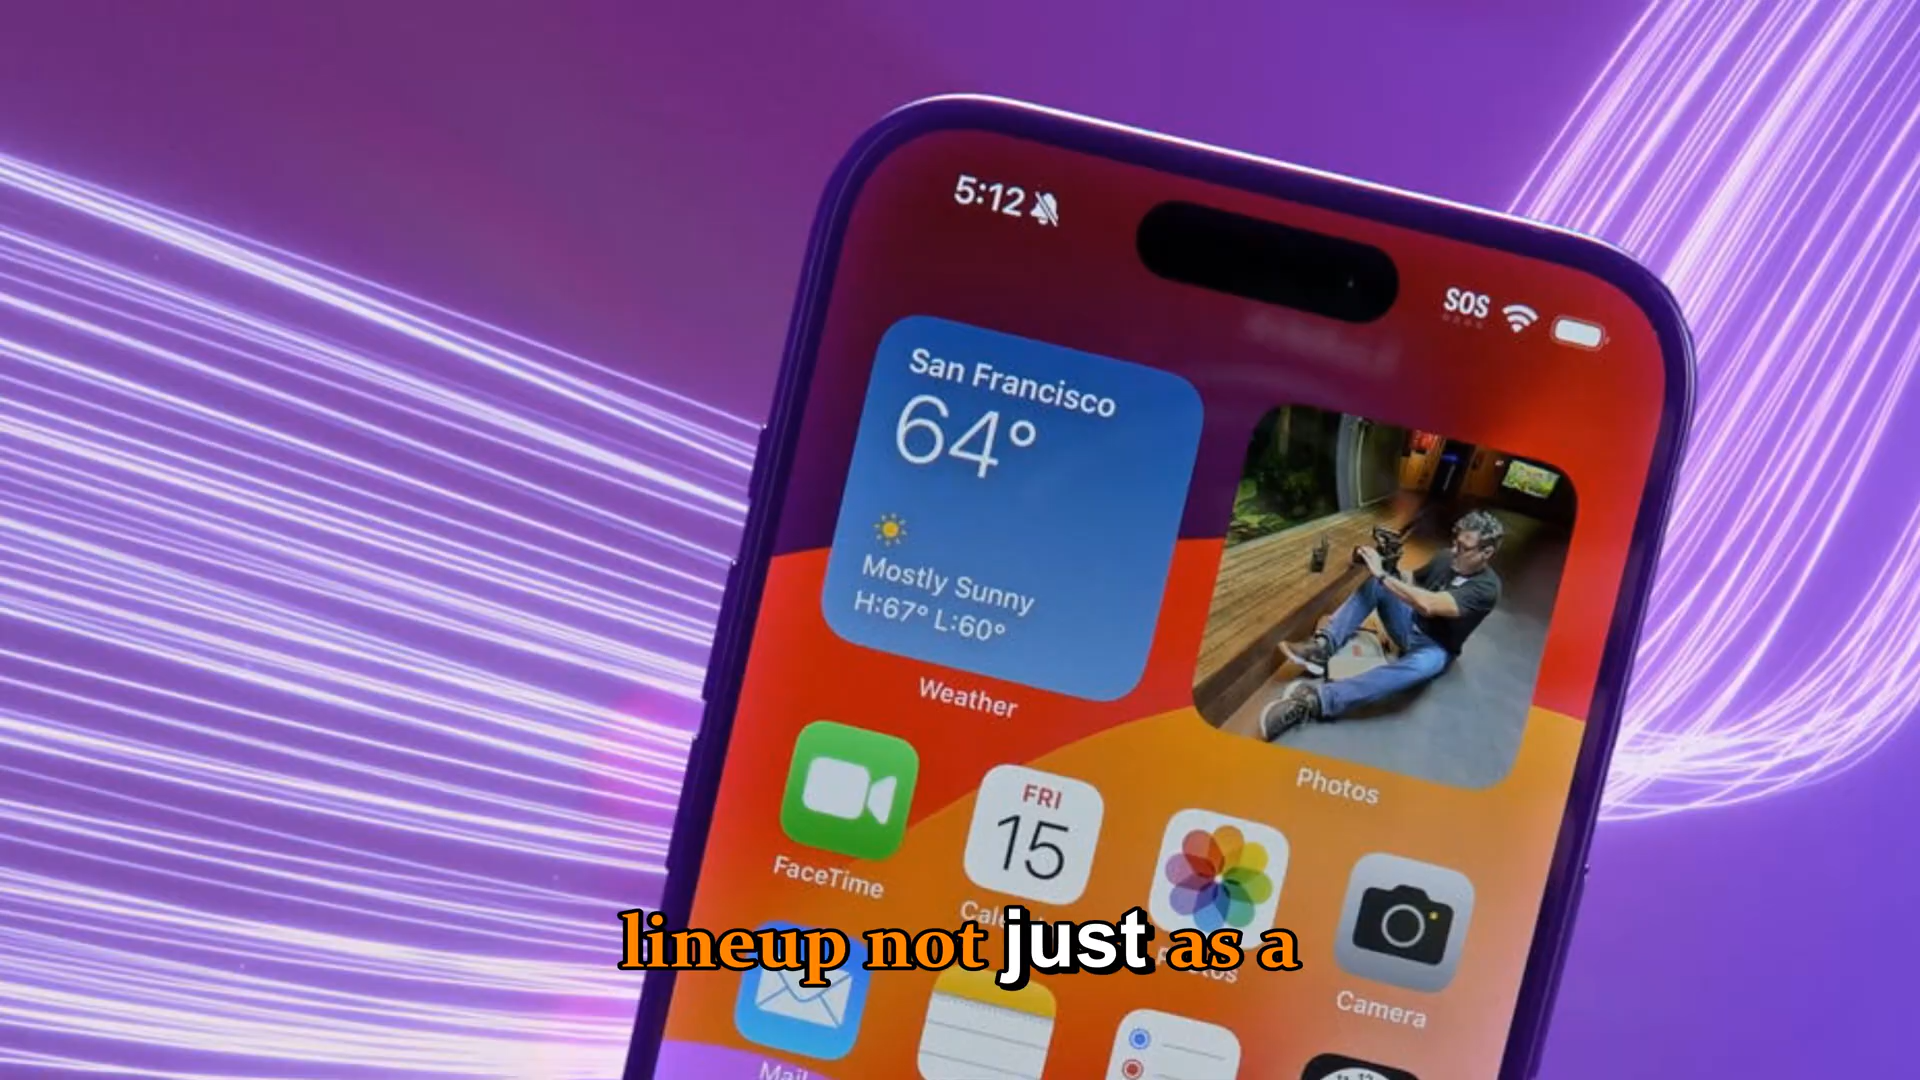 5:12
SOS
San Francisco
64°
Mostly Sunny
H:67° L:60°
Weather
Photos
FaceTime
FRI
15
Camera
lineup not just as a
Mail